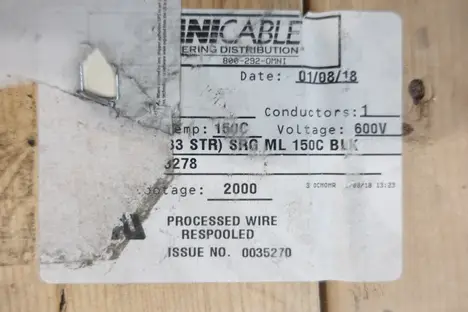 NICABLE
ERING DISTRIBUTION
800-292-OMNI
Date: 01/08/18
Conductors: 1
emp: 150C Voltage: 600V
33 STR) SRG ML 150C BLK
3278
otage: 2000
PROCESSED WIRE
RESPOOLED
ISSUE NO. 0035270